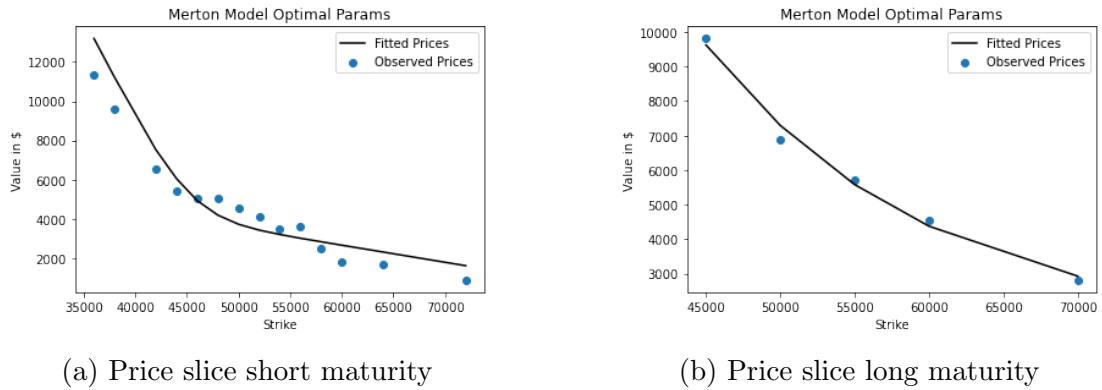 Merton Model Optimal Params
Fitted Prices
Observed Prices
Value in $
12000
10000
8000
6000
4000
2000
35000 40000 45000 50000 55000 60000 65000 70000
Strike
(a) Price slice short maturity
Merton Model Optimal Params
Fitted Prices
Observed Prices
Value in $
10000
9000
8000
7000
6000
5000
4000
3000
45000 50000 55000 60000 65000 70000
Strike
(b) Price slice long maturity